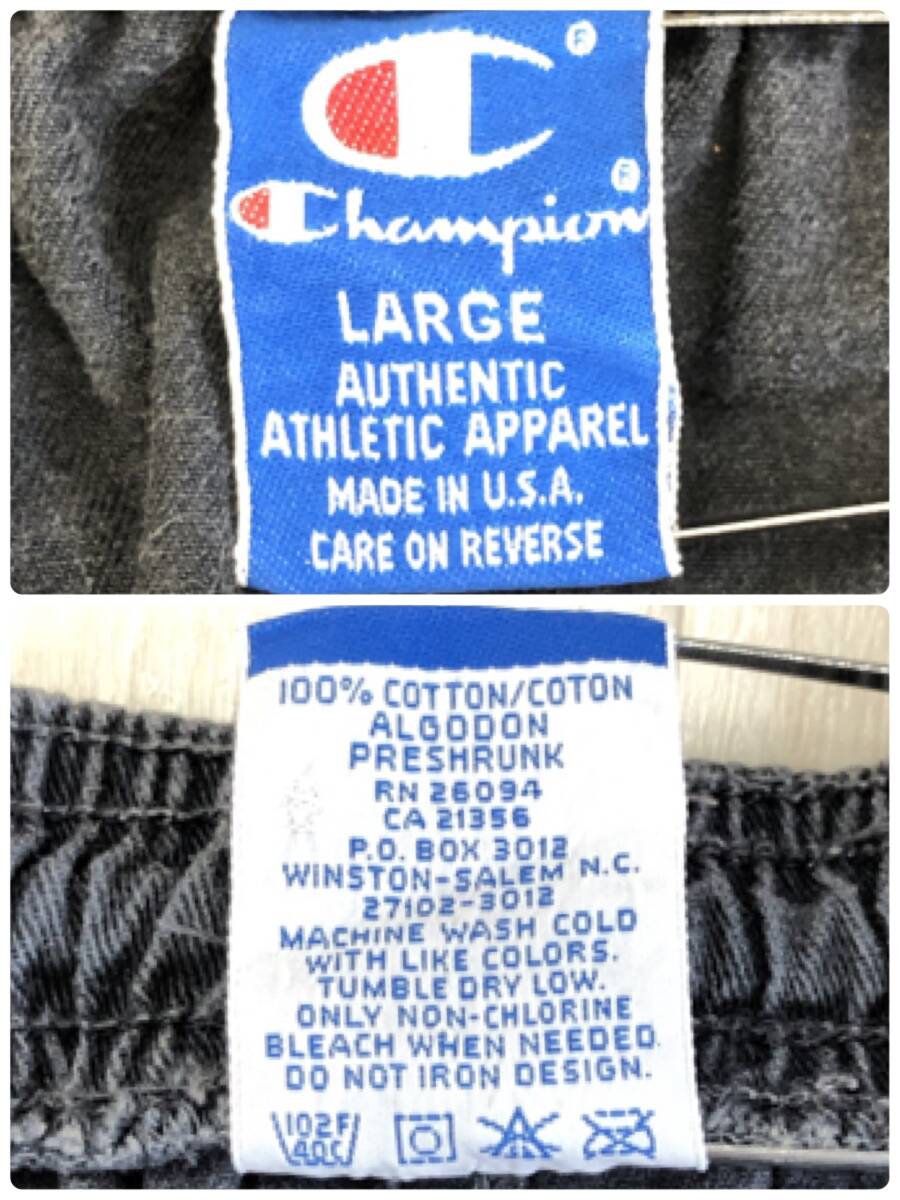 Champion
LARGE
AUTHENTIC
ATHLETIC APPAREL
MADE IN U.S.A.
CARE ON REVERSE
100% COTTON/COTON
ALGODON
PRESHRUNK
RN 26094
CA 21356
P.O. BOX 3012
WINSTON-SALEM N.C.
27102-3012
MACHINE WASH COLD
WITH LIKE COLORS.
TUMBLE DRY LOW.
ONLY NON-CHLORINE
BLEACH WHEN NEEDED.
DO NOT IRON DESIGN.
102F
40C